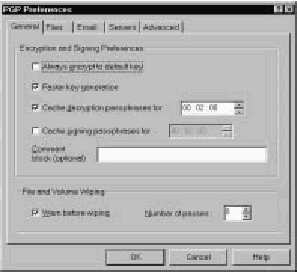 PGP Preferences
General Files Email Servers Advanced
Encryption and Signing Preferences
Always encrypt to default key
Faster key generation
Cache decryption passphrases for 00:02:00
Cache signing passphrases for 00:02:00
Comment
block (optional)
File and Volume Wiping
Warn before wiping Number of passes: 8
OK Cancel Help